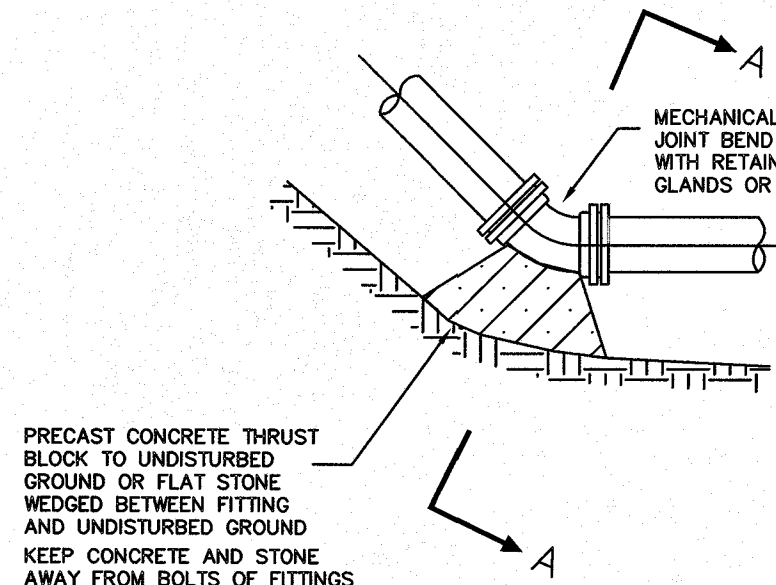 A
MECHANICAL
JOINT BEND
WITH RETAIN
GLANDS OR
PRECAST CONCRETE THRUST
BLOCK TO UNDISTURBED
GROUND OR FLAT STONE
WEDGED BETWEEN FITTING
AND UNDISTURBED GROUND
KEEP CONCRETE AND STONE
AWAY FROM BOLTS OF FITTINGS
A